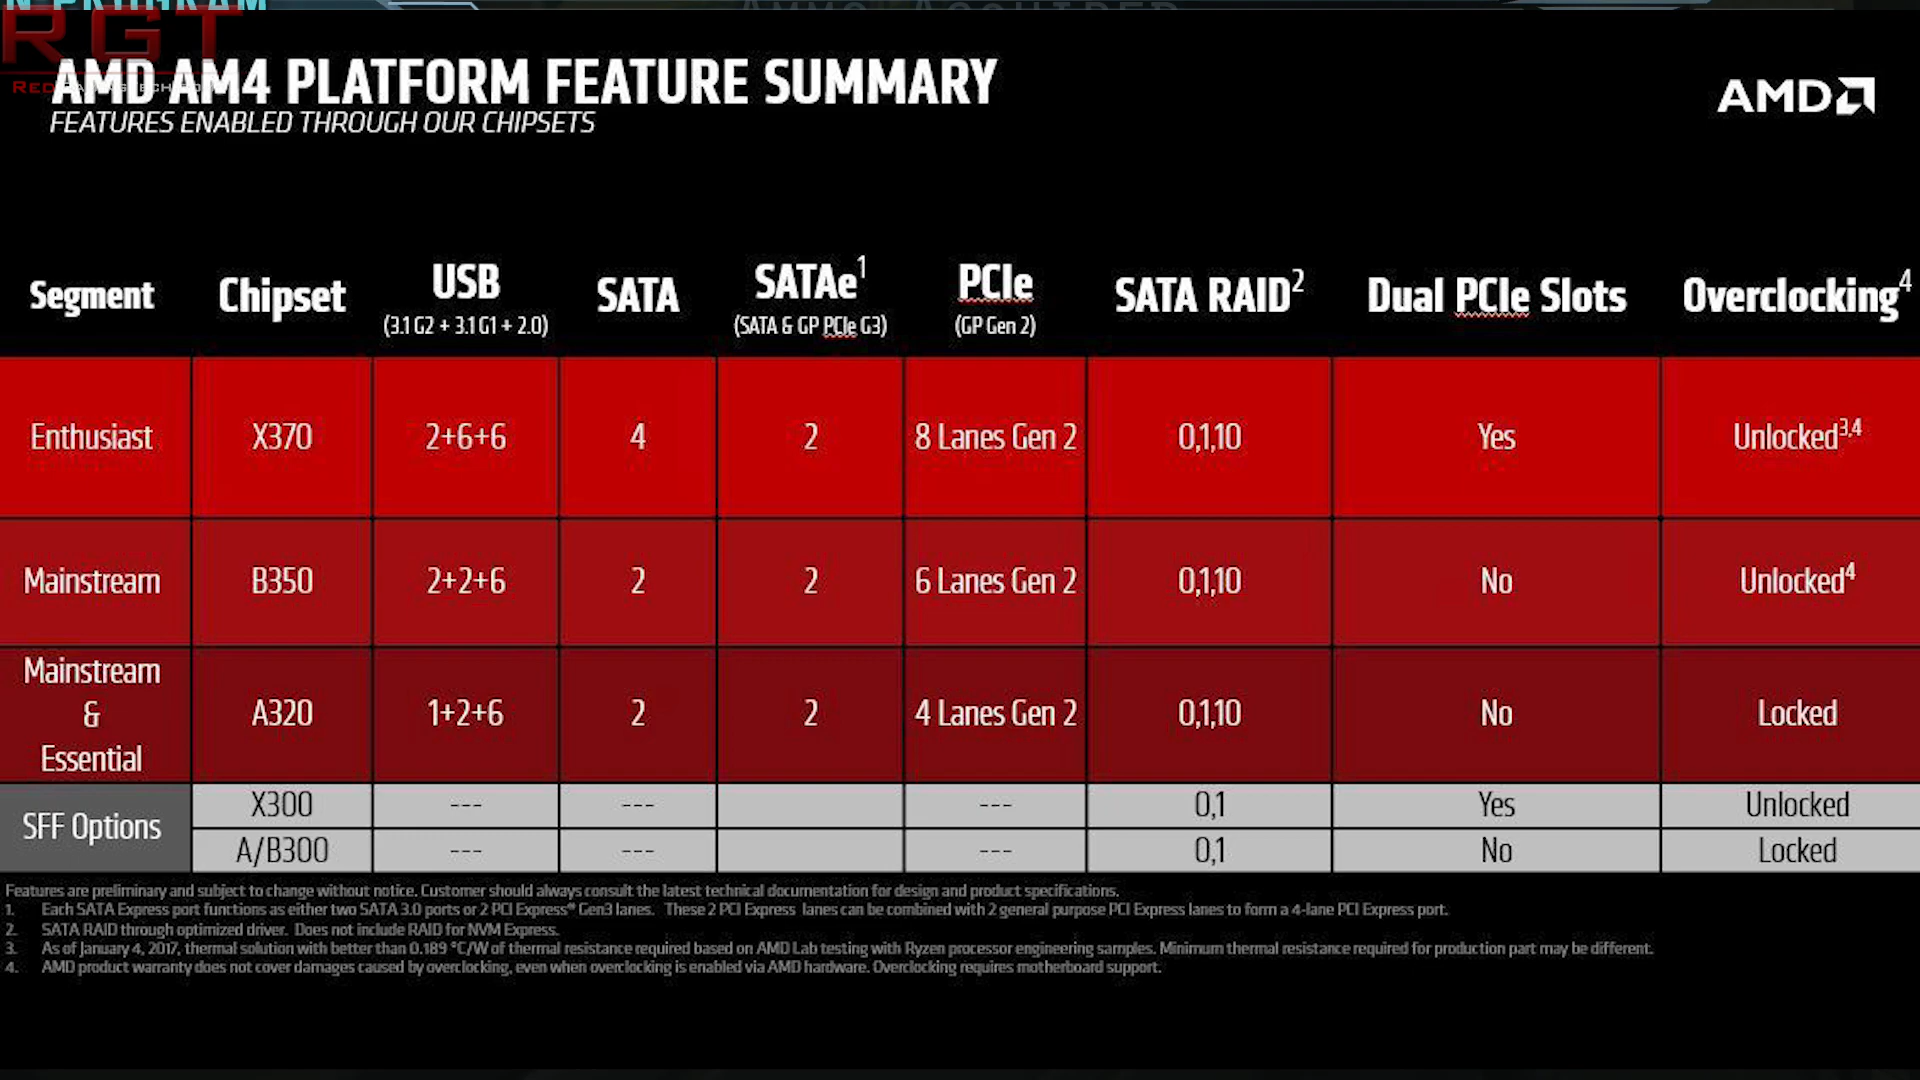 N PROGRAM
AMMO ACQUIRED
RGT
AMD AM4 PLATFORM FEATURE SUMMARY
FEATURES ENABLED THROUGH OUR CHIPSETS
AMD
Segment Chipset USB (3.1 G2 + 3.1 G1 + 2.0) SATA SATAe1 (SATA & GP PCIe G3) PCIe (GP Gen 2) SATA RAID2 Dual PCIe Slots Overclocking4
Enthusiast X370 2+6+6 4 2 8 Lanes Gen 2 0,1,10 Yes Unlocked3,4
Mainstream B350 2+2+6 2 2 6 Lanes Gen 2 0,1,10 No Unlocked4
Mainstream & Essential A320 1+2+6 2 2 4 Lanes Gen 2 0,1,10 No Locked
SFF Options
X300 --- --- --- 0,1 Yes Unlocked
A/B300 --- --- --- 0,1 No Locked
Features are preliminary and subject to change without notice. Customer should always consult the latest technical documentation for design and product specifications.
1. Each SATA Express port functions as either two SATA 3.0 ports or 2 PCI Express® Gen3 lanes. These 2 PCI Express lanes can be combined with 2 general purpose PCI Express lanes to form a 4-lane PCI Express port.
2. SATA RAID through optimized driver. Does not include RAID for NVM Express.
3. As of January 4, 2017, thermal solution with better than 0.189 °C/W of thermal resistance required based on AMD Lab testing with Ryzen processor engineering samples. Minimum thermal resistance required for production part may be different.
4. AMD product warranty does not cover damages caused by overclocking, even when overclocking is enabled via AMD hardware. Overclocking requires motherboard support.